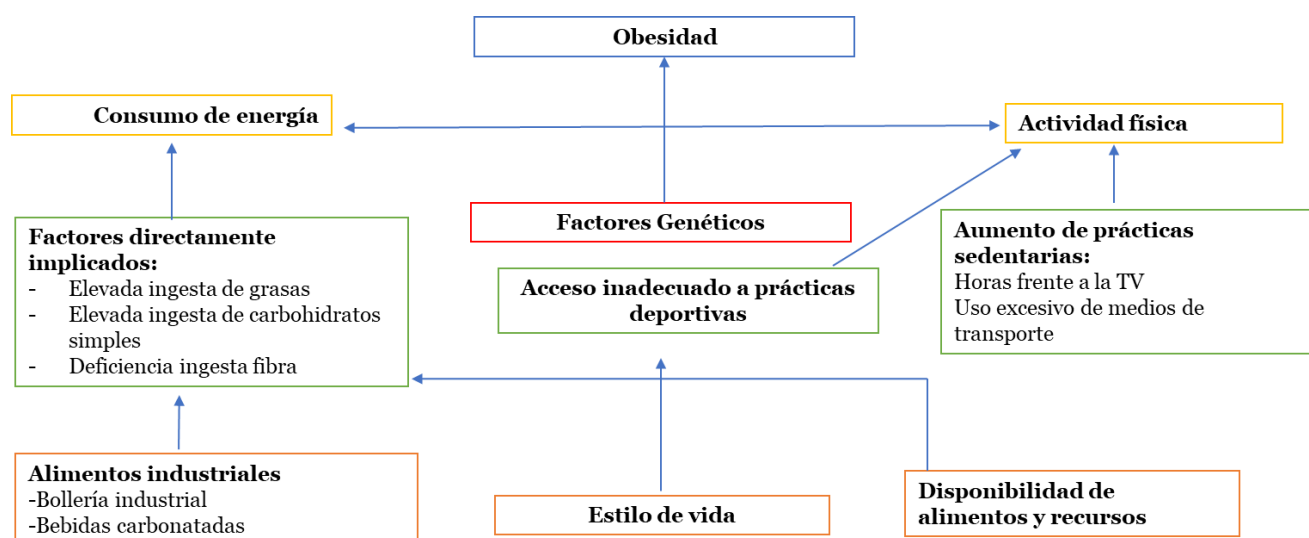 Obesidad
Consumo de energía
Actividad física
Factores Genéticos
Factores directamente
implicados:
- Elevada ingesta de grasas
- Elevada ingesta de carbohidratos
simples
- Deficiencia ingesta fibra
Acceso inadecuado a prácticas
deportivas
Aumento de prácticas
sedentarias:
Horas frente a la TV
Uso excesivo de medios de
transporte
Alimentos industriales
-Bollería industrial
-Bebidas carbonatadas
Estilo de vida
Disponibilidad de
alimentos y recursos